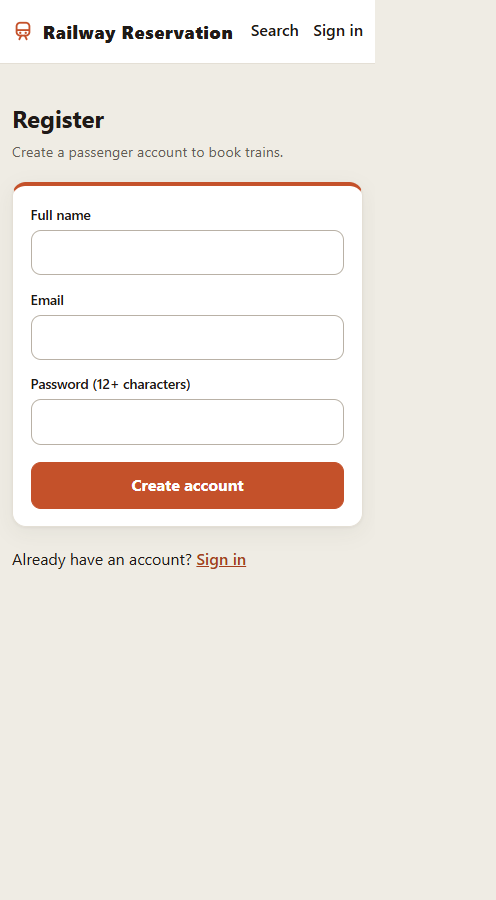 Railway Reservation Search Sign in
Register
Create a passenger account to book trains.
Full name
Email
Password (12+ characters)
Create account
Already have an account? Sign in